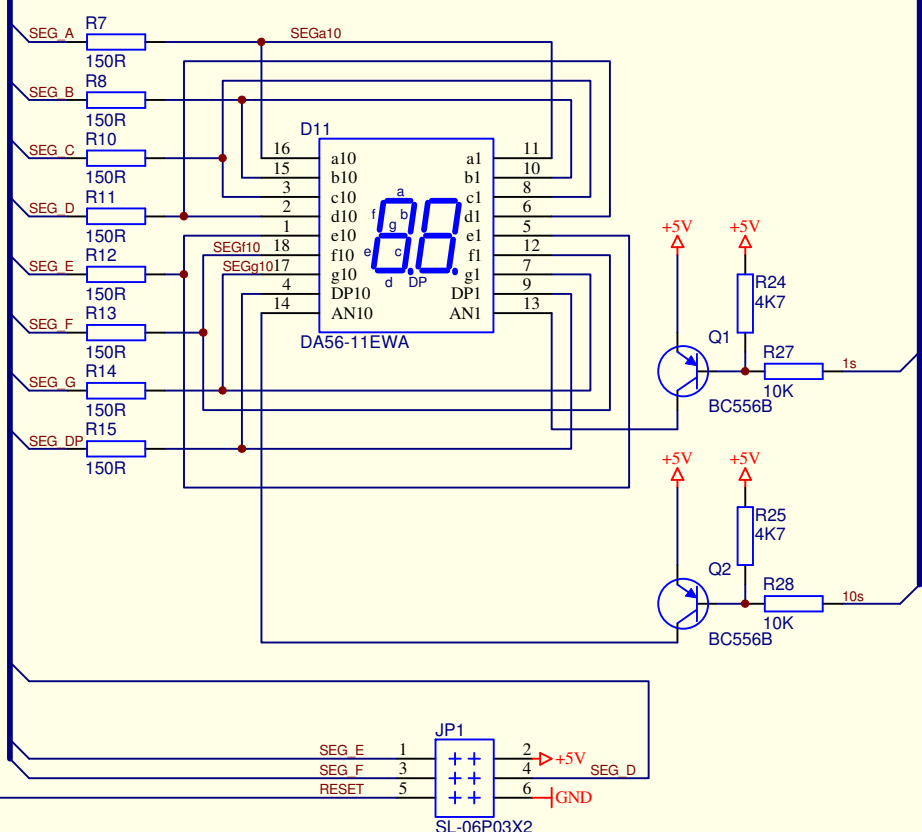 SEG_A
R7
150R
SEGa10
SEG_B
R8
150R
SEG_C
R10
150R
SEG_D
R11
150R
SEG_E
R12
150R
SEG_F
R13
150R
SEG_G
R14
150R
SEG_DP
R15
150R
D11
16 a10 a1 11
15 b10 b1 10
3 c10 c1 8
2 d10 d1 6
1 e10 e1 5
SEGf10 18 f10 f1 12
SEGg10 17 g10 g1 7
4 DP10 DP1 9
14 AN10 AN1 13
a
f b
g
e c
d DP
DA56-11EWA
+5V +5V
R24
4K7
Q1
R27
10K
1s
BC556B
+5V +5V
R25
4K7
Q2
R28
10K
10s
BC556B
JP1
SEG_E 1 2 +5V
SEG_F 3 4 SEG_D
RESET 5 6 GND
SL-06P03X2